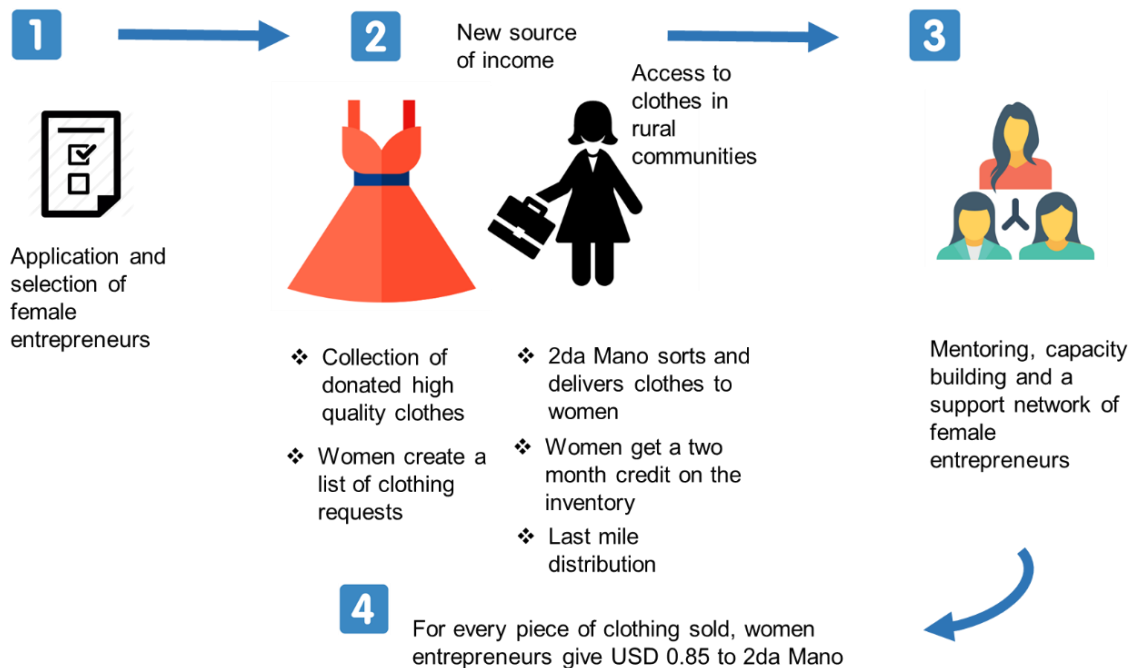 1
2
New source
of income
3
Access to
clothes in
rural
communities
Application and
selection of
female
entrepreneurs
❖ Collection of
donated high
quality clothes
❖ Women create a
list of clothing
requests
❖ 2da Mano sorts and
delivers clothes to
women
❖ Women get a two
month credit on the
inventory
❖ Last mile
distribution
Mentoring, capacity
building and a
support network of
female
entrepreneurs
4
For every piece of clothing sold, women
entrepreneurs give USD 0.85 to 2da Mano